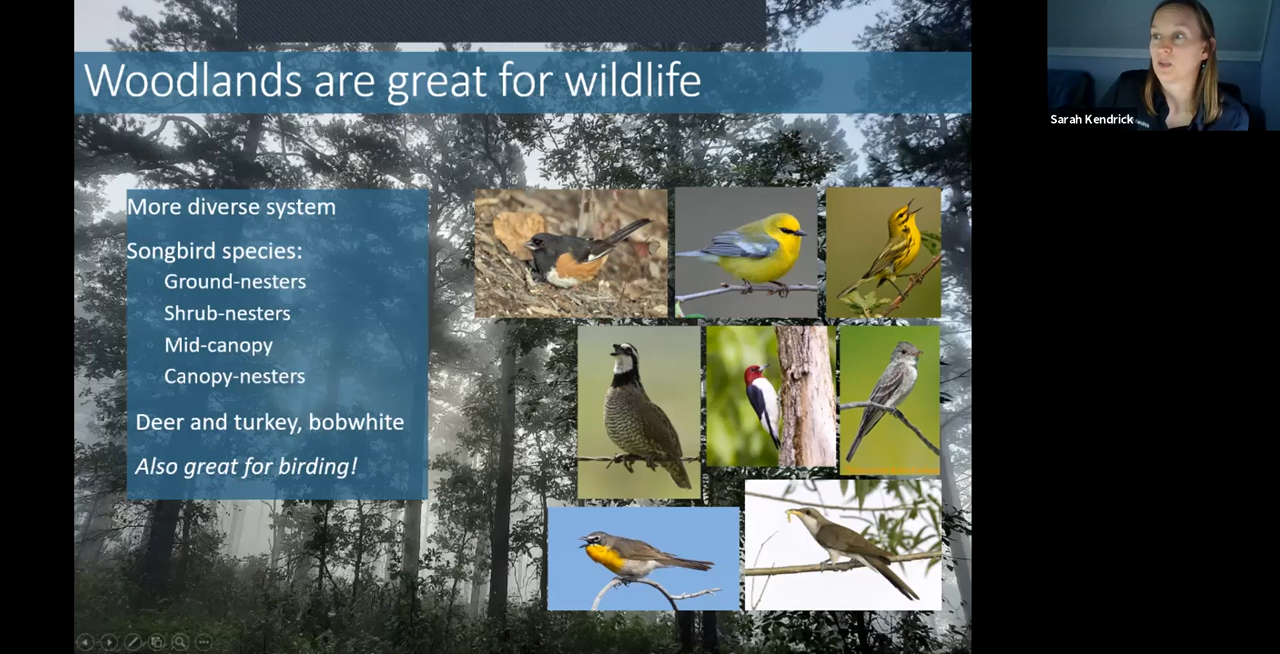 Woodlands are great for wildlife
Sarah Kendrick
More diverse system
Songbird species:
Ground-nesters
Shrub-nesters
Mid-canopy
Canopy-nesters
Deer and turkey, bobwhite
Also great for birding!